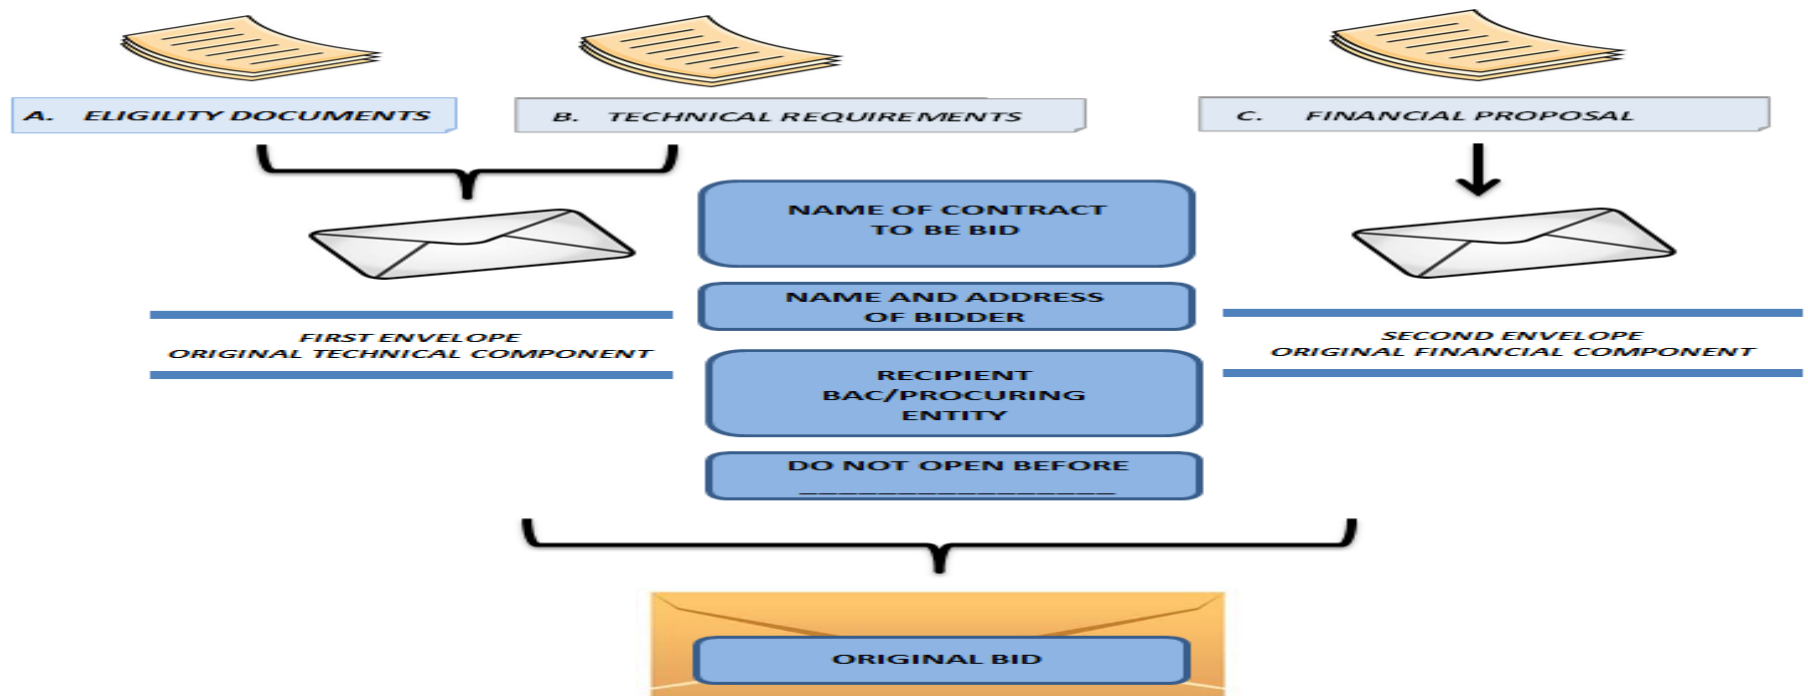 A. ELIGILITY DOCUMENTS
B. TECHNICAL REQUIREMENTS
C. FINANCIAL PROPOSAL
NAME OF CONTRACT
TO BE BID
NAME AND ADDRESS
OF BIDDER
FIRST ENVELOPE
ORIGINAL TECHNICAL COMPONENT
SECOND ENVELOPE
ORIGINAL FINANCIAL COMPONENT
RECIPIENT
BAC/PROCURING
ENTITY
DO NOT OPEN BEFORE
________________
ORIGINAL BID